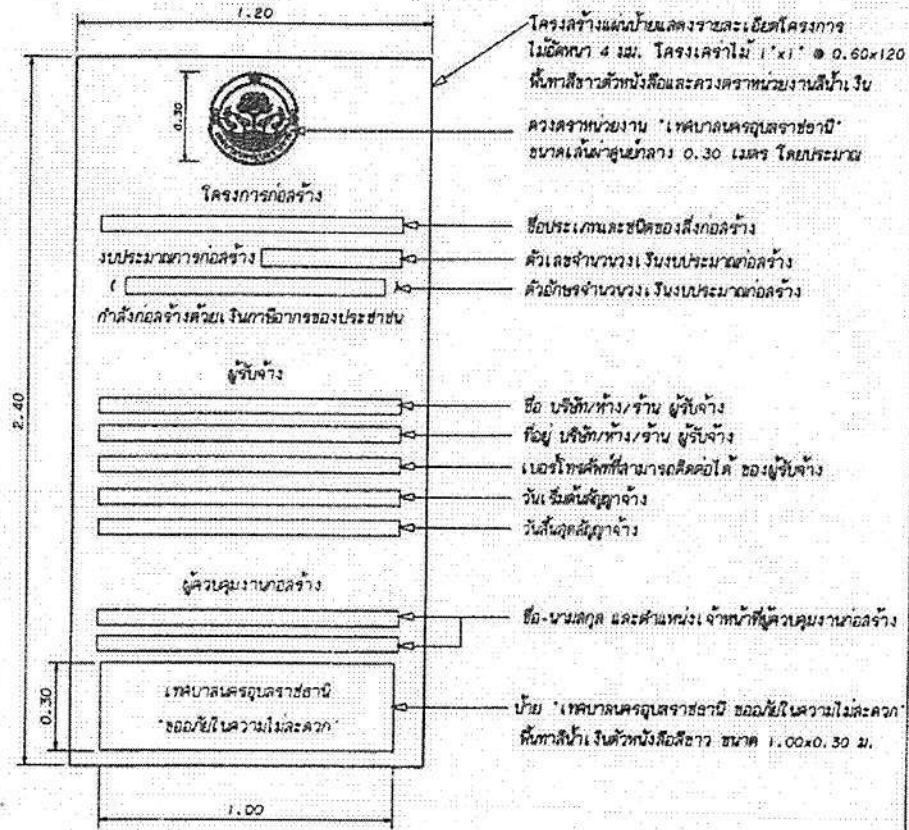 1.20
โครงสร้างแผ่นป้ายแสดงรายละเอียดโครงการ
ไม้อัดหนา 4 มม. โครงเคร่าไม้ 1"x1" @ 0.60x120
พื้นทาสีขาวตัวหนังสือและดวงตราหน่วยงานสีน้ำเงิน
0.30
ดวงตราหน่วยงาน "เทศบาลนครอุบลราชธานี"
ขนาดเส้นผ่าศูนย์กลาง 0.30 เมตร โดยประมาณ
โครงการก่อสร้าง
ชื่อประเภทและชนิดของสิ่งก่อสร้าง
งบประมาณการก่อสร้าง
ตัวเลขจำนวนวงเงินงบประมาณก่อสร้าง
( )
ตัวอักษรจำนวนวงเงินงบประมาณก่อสร้าง
กำลังก่อสร้างด้วยเงินภาษีอากรของประชาชน
2.40
ผู้รับจ้าง
ชื่อ บริษัท/ห้าง/ร้าน ผู้รับจ้าง
ที่อยู่ บริษัท/ห้าง/ร้าน ผู้รับจ้าง
เบอร์โทรศัพท์ที่สามารถติดต่อได้ ของผู้รับจ้าง
วันเริ่มต้นสัญญาจ้าง
วันสิ้นสุดสัญญาจ้าง
ผู้ควบคุมงานก่อสร้าง
ชื่อ-นามสกุล และตำแหน่งเจ้าหน้าที่ผู้ควบคุมงานก่อสร้าง
0.30
เทศบาลนครอุบลราชธานี
"ขออภัยในความไม่สะดวก"
ป้าย "เทศบาลนครอุบลราชธานี ขออภัยในความไม่สะดวก"
พื้นทาสีน้ำเงินตัวหนังสือสีขาว ขนาด 1.00x0.30 ม.
1.00